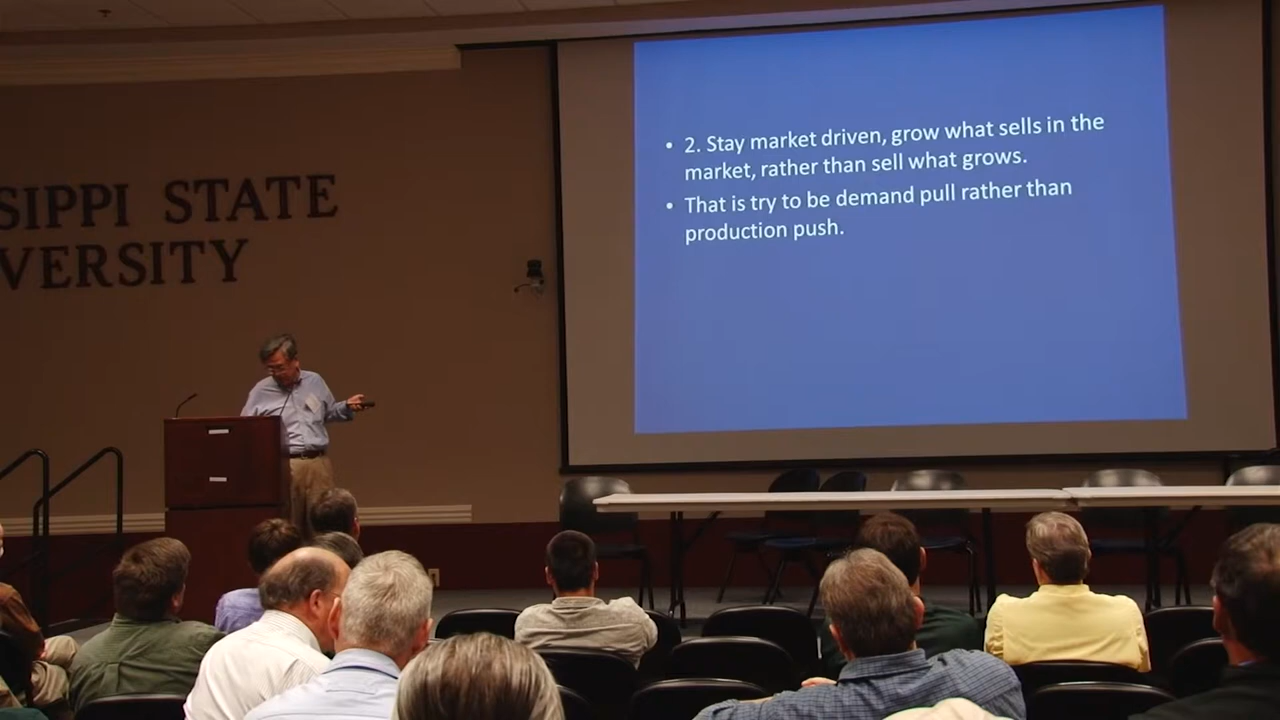 SIPPI STATE
VERSITY
• 2. Stay market driven, grow what sells in the
market, rather than sell what grows.
• That is try to be demand pull rather than
production push.